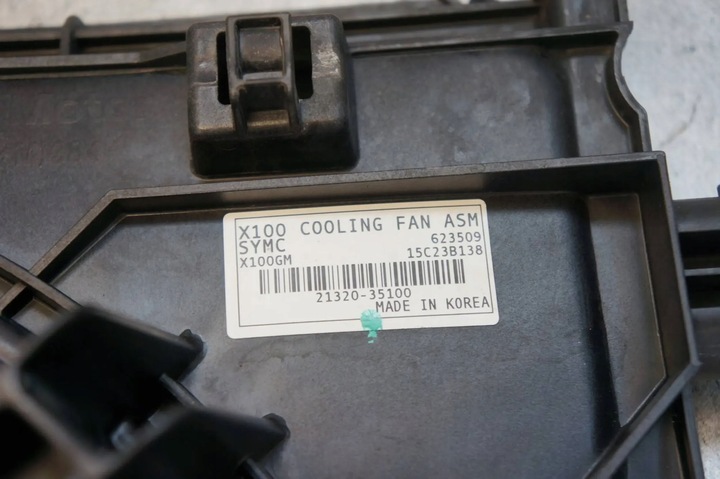 X100 COOLING FAN ASM
SYMC 623509
X100GM 15C23B138
21320-35100
MADE IN KOREA